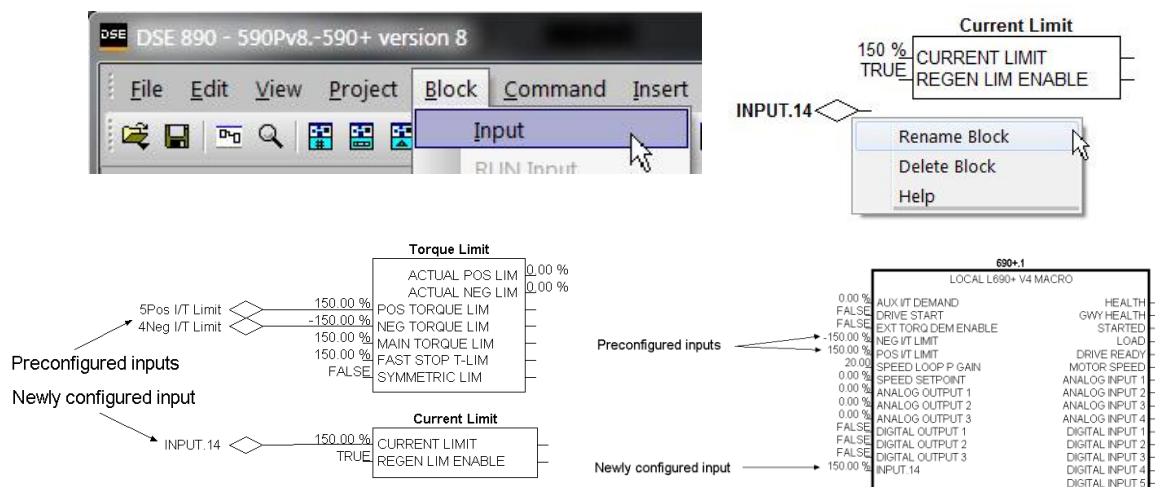 DSE 890 - 590Pv8.-590+ version 8
File Edit View Project Block Command Insert
Input
RUN Input
Current Limit
150 % CURRENT LIMIT
TRUE REGEN LIM ENABLE
INPUT.14
Rename Block
Delete Block
Help
Torque Limit
ACTUAL POS LIM 0.00 %
ACTUAL NEG LIM 0.00 %
5Pos I/T Limit 150.00 % POS TORQUE LIM
4Neg I/T Limit -150.00 % NEG TORQUE LIM
150.00 % MAIN TORQUE LIM
150.00 % FAST STOP T-LIM
FALSE SYMMETRIC LIM
Preconfigured inputs
Newly configured input
Current Limit
INPUT.14 150.00 % CURRENT LIMIT
TRUE REGEN LIM ENABLE
690+.1
LOCAL L690+ V4 MACRO
0.00 % AUX I/T DEMAND HEALTH
FALSE DRIVE START GWY HEALTH
FALSE EXT TORQ DEM ENABLE STARTED
-150.00 % NEG I/T LIMIT LOAD
150.00 % POS I/T LIMIT DRIVE READY
20.00 SPEED LOOP P GAIN MOTOR SPEED
0.00 % SPEED SETPOINT ANALOG INPUT 1
0.00 % ANALOG OUTPUT 1 ANALOG INPUT 2
0.00 % ANALOG OUTPUT 2 ANALOG INPUT 3
0.00 % ANALOG OUTPUT 3 ANALOG INPUT 4
FALSE DIGITAL OUTPUT 1 DIGITAL INPUT 1
FALSE DIGITAL OUTPUT 2 DIGITAL INPUT 2
FALSE DIGITAL OUTPUT 3 DIGITAL INPUT 3
150.00 % INPUT.14 DIGITAL INPUT 4
DIGITAL INPUT 5
Preconfigured inputs
Newly configured input